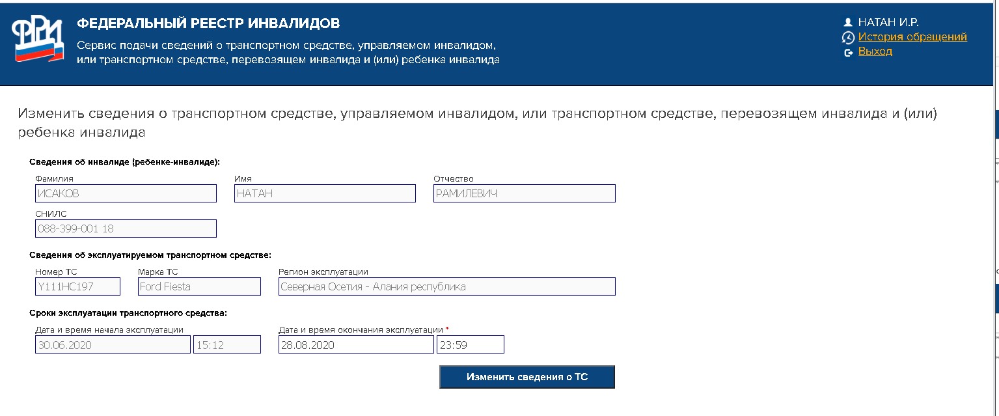 ФРИ
ФЕДЕРАЛЬНЫЙ РЕЕСТР ИНВАЛИДОВ
Сервис подачи сведений о транспортном средстве, управляемом инвалидом,
или транспортном средстве, перевозящем инвалида и (или) ребенка инвалида
НАТАН И.Р.
История обращений
Выход
Изменить сведения о транспортном средстве, управляемом инвалидом, или транспортном средстве, перевозящем инвалида и (или)
ребенка инвалида
Сведения об инвалиде (ребенке-инвалиде):
Фамилия Имя Отчество
ИСАКОВ НАТАН РАМИЛЕВИЧ
СНИЛС
088-399-001 18
Сведения об эксплуатируемом транспортном средстве:
Номер ТС Марка ТС Регион эксплуатации
Y111HC197 Ford Fiesta Северная Осетия - Алания республика
Сроки эксплуатации транспортного средства:
Дата и время начала эксплуатации Дата и время окончания эксплуатации *
30.06.2020 15:12 28.08.2020 23:59
Изменить сведения о ТС